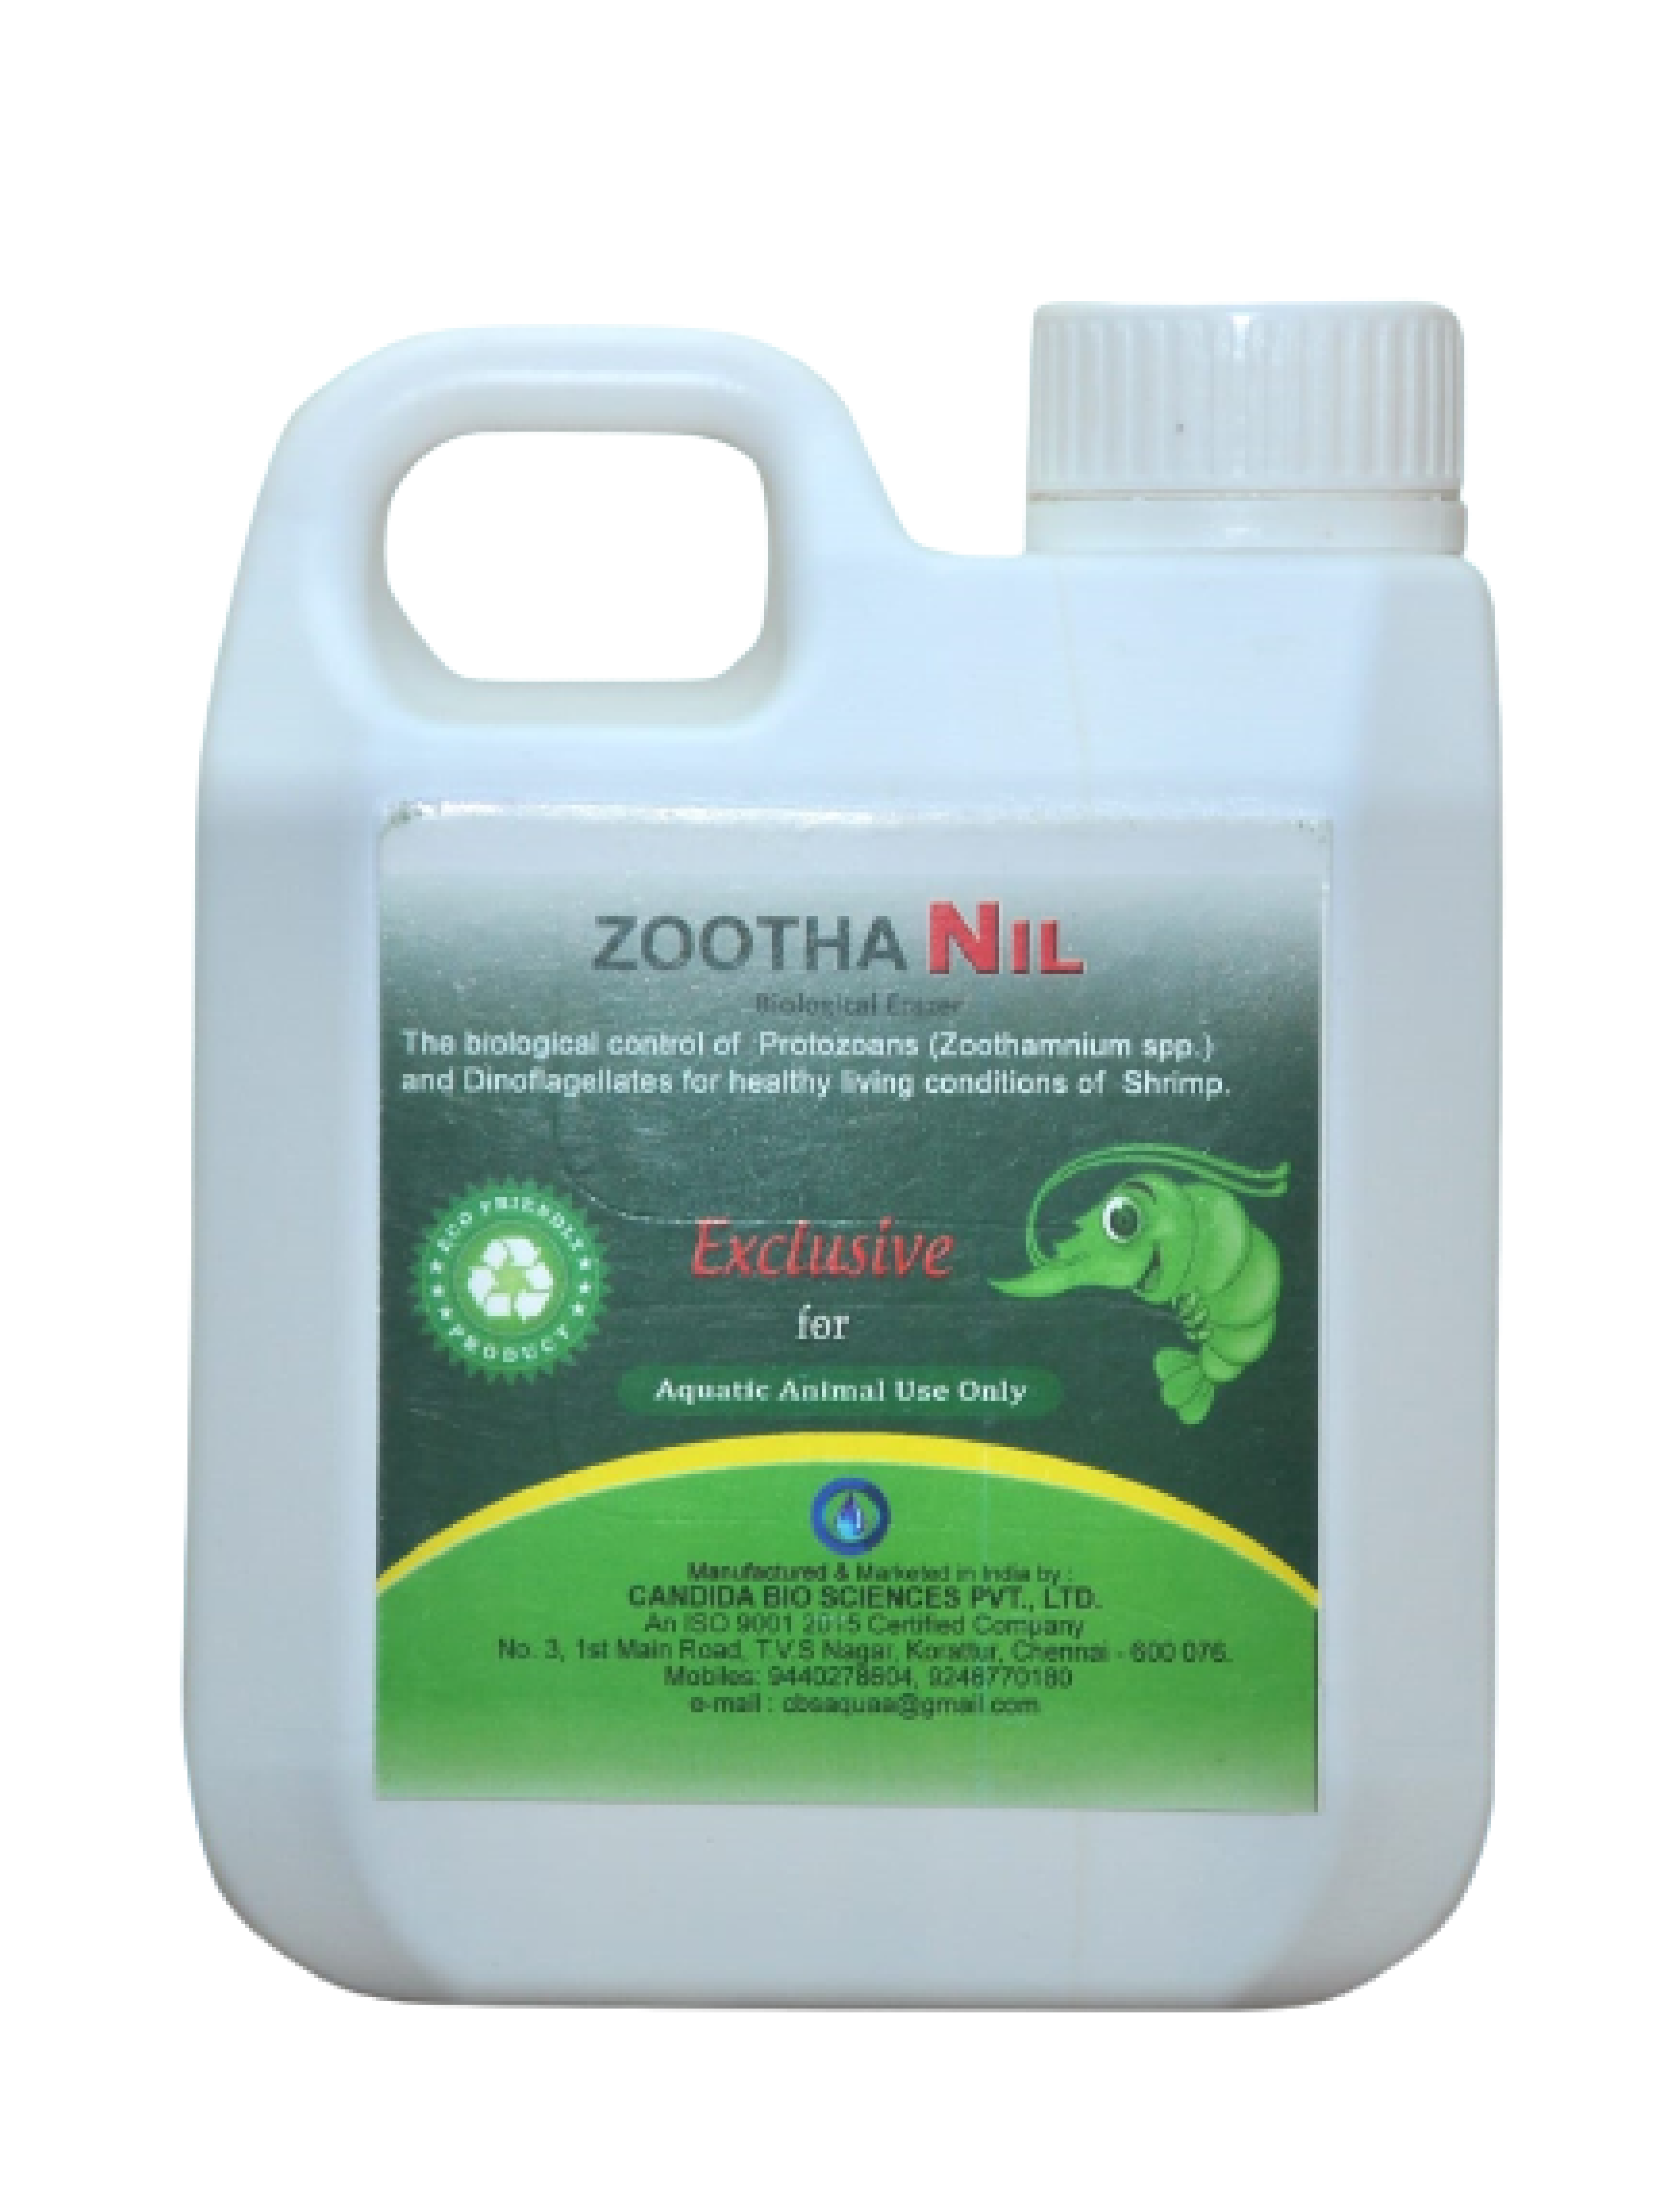 ZOOTHA NIL
Biological Erazer
The biological control of Protozoans (Zoothamnium spp.)
and Dinoflagellates for healthy living conditions of Shrimp.
ECO FRIENDLY
PRODUCT
Exclusive
for
Aquatic Animal Use Only
Manufactured & Marketed in India by :
CANDIDA BIO SCIENCES PVT., LTD.
An ISO 9001 2015 Certified Company
No. 3, 1st Main Road, T.V.S Nagar, Korattur, Chennai - 600 076.
Mobiles: 9440278804, 9246770180
e-mail : cbsaquaa@gmail.com